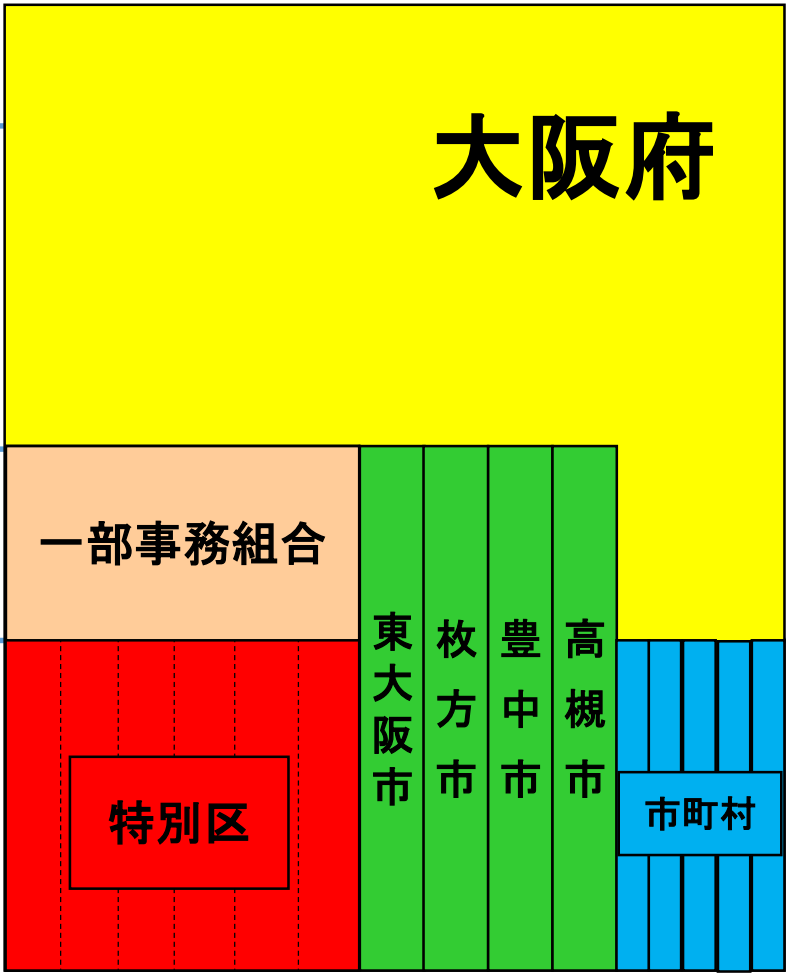 大阪府
一部事務組合
東大阪市
枚方市
豊中市
高槻市
特別区
市町村